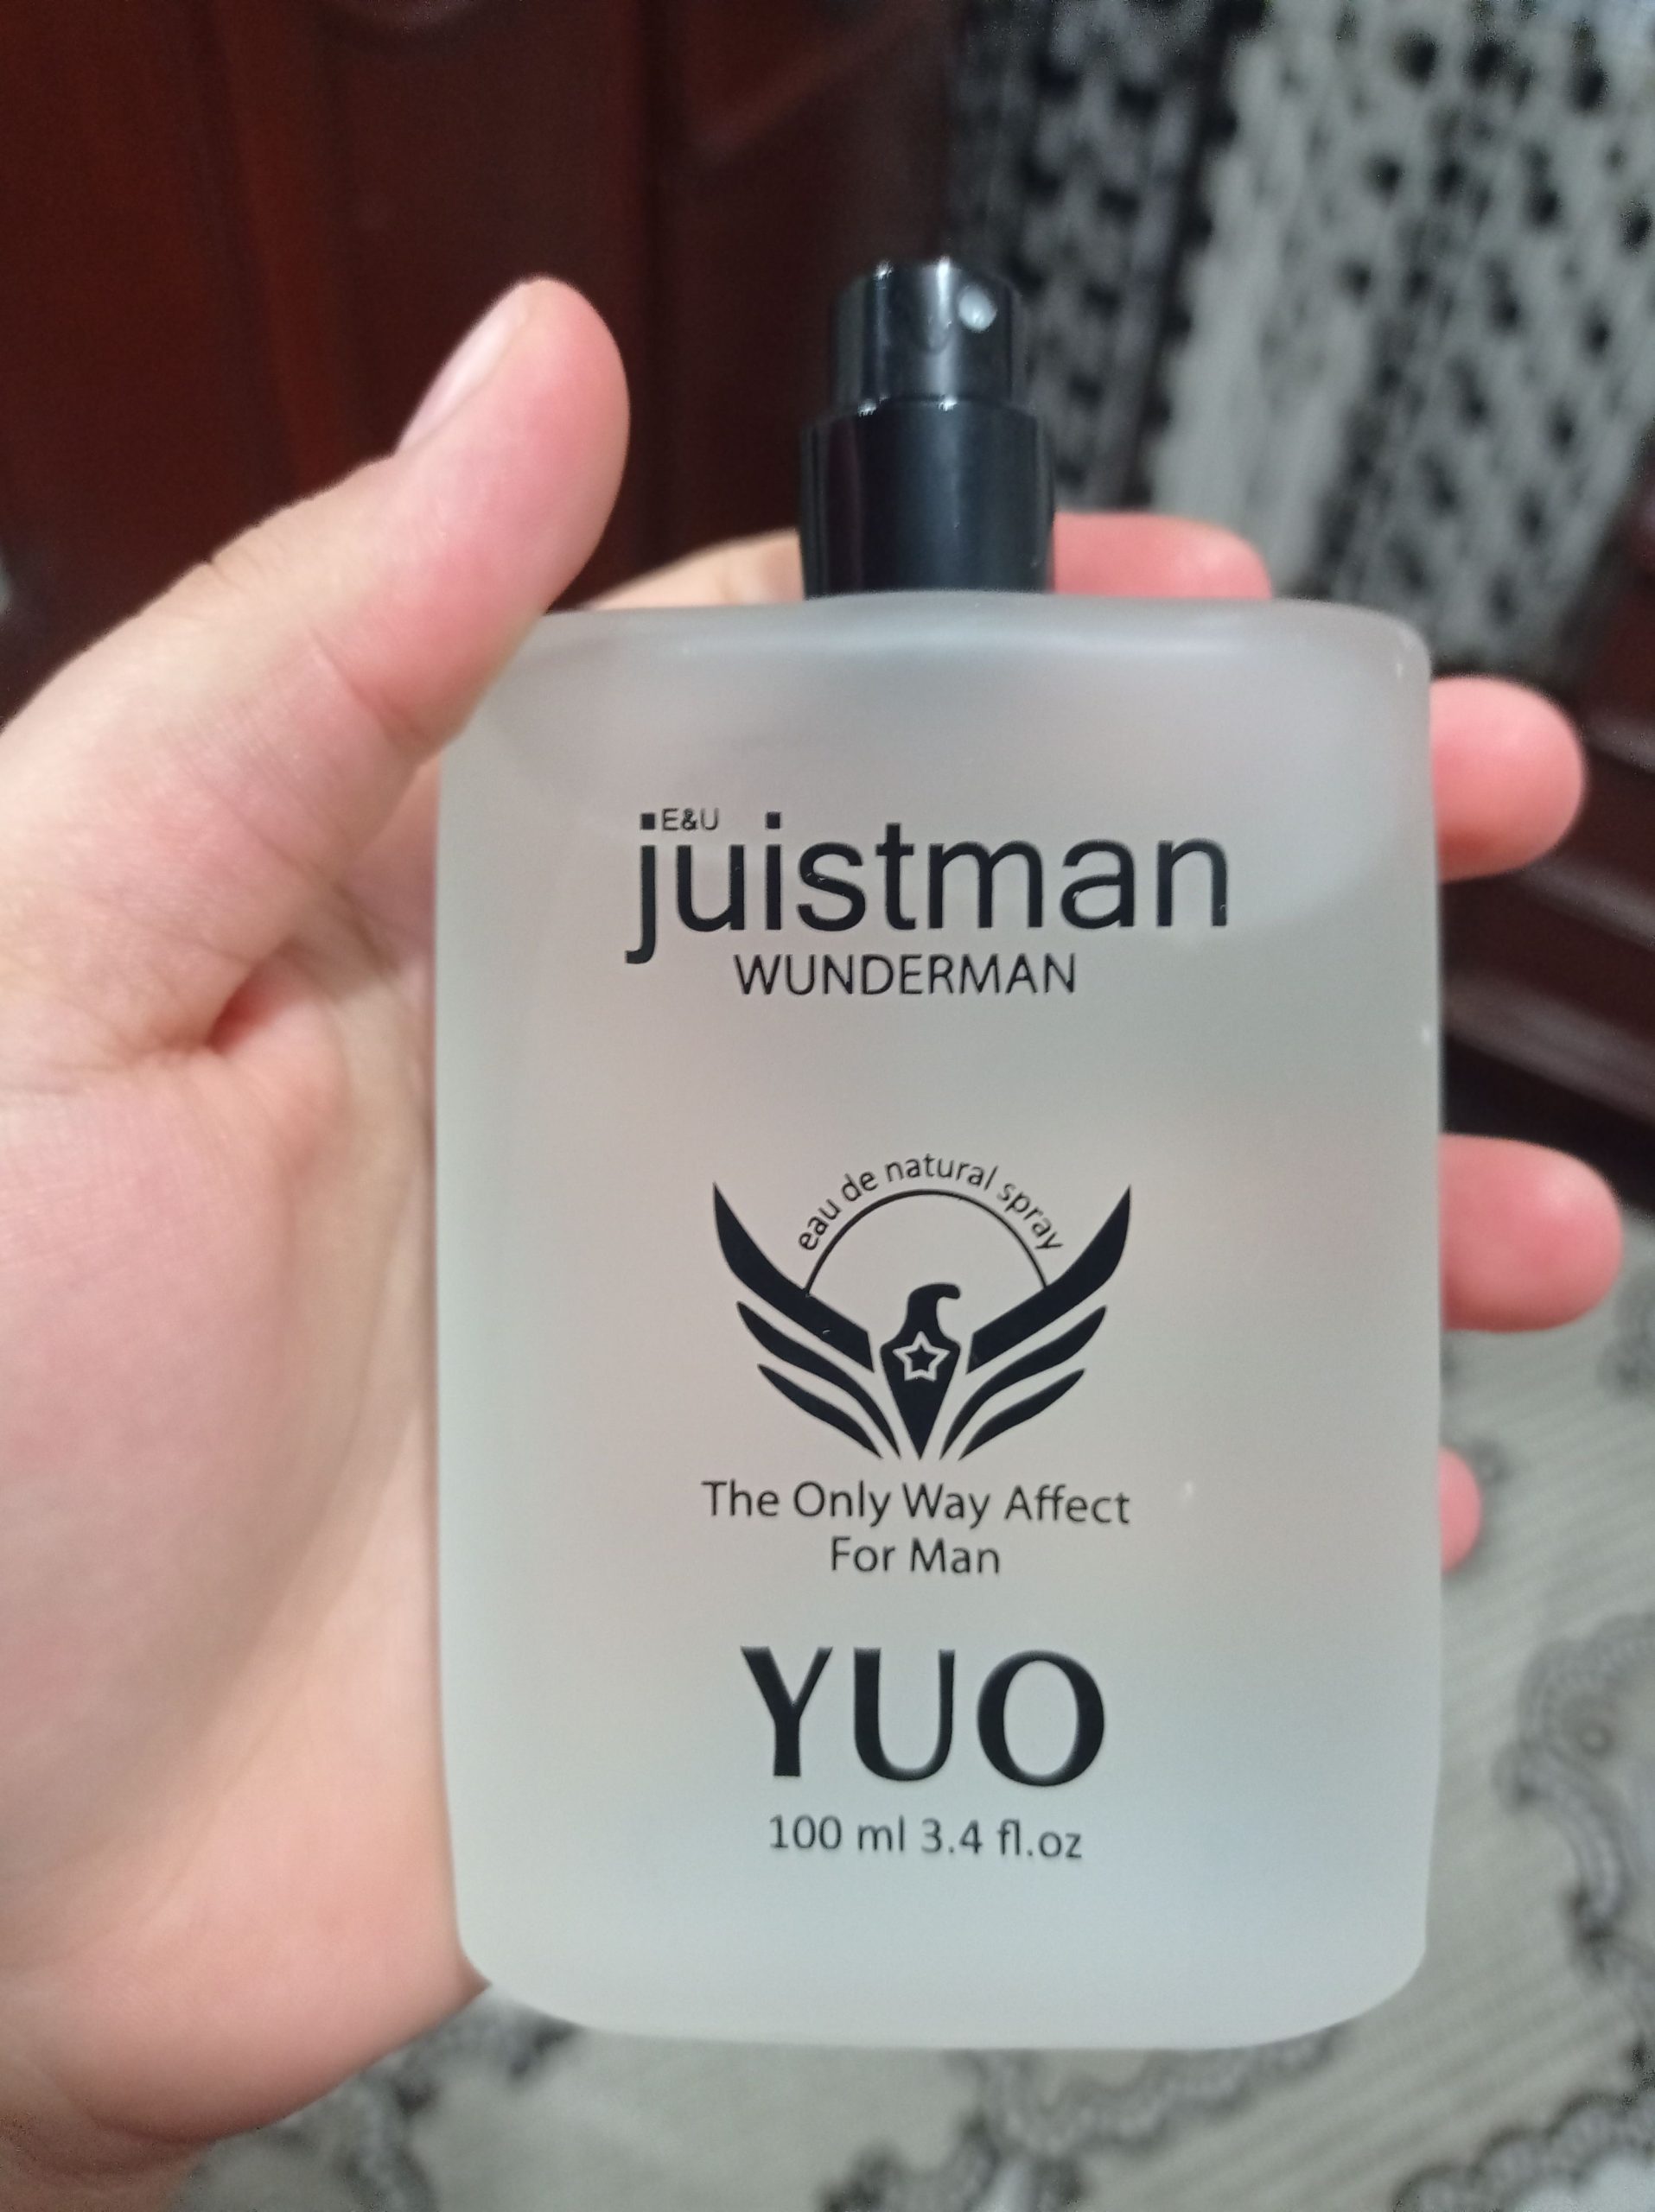 E&U
juistman
WUNDERMAN
eau de natural spray
The Only Way Affect
For Man
YUO
100 ml 3.4 fl.oz